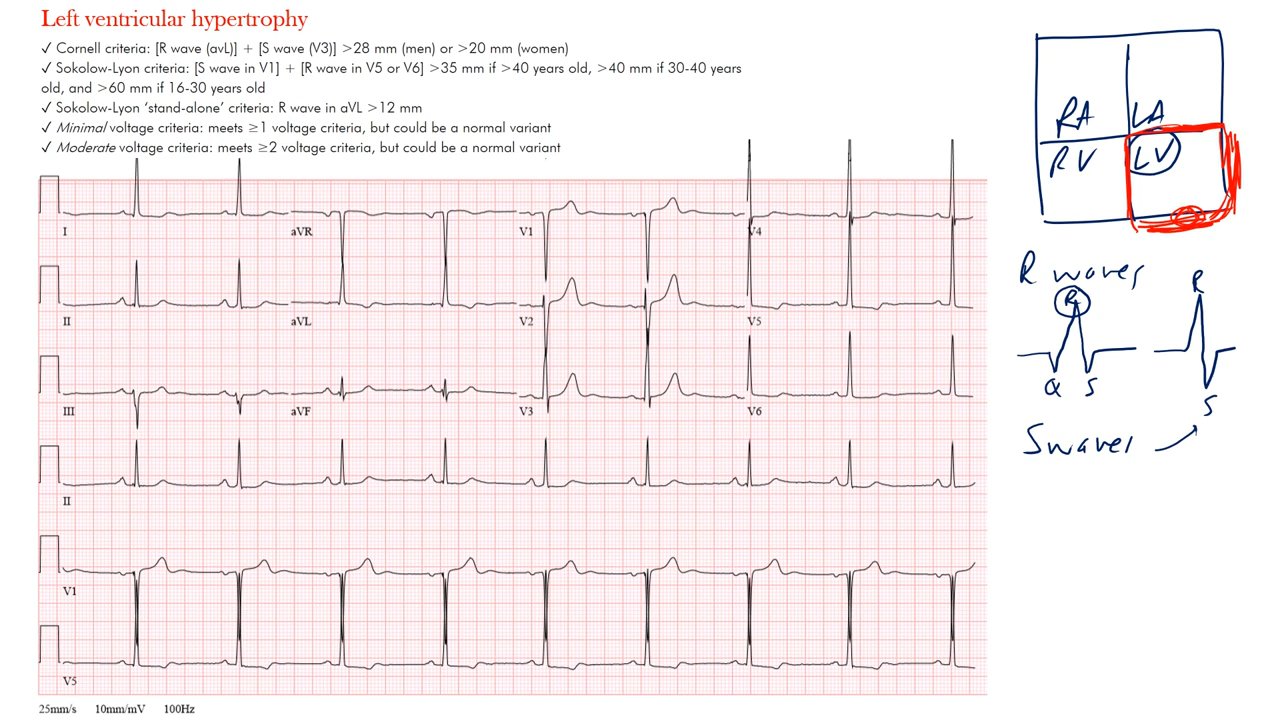 Left ventricular hypertrophy
✓ Cornell criteria: [R wave (avL)] + [S wave (V3)] >28 mm (men) or >20 mm (women)
✓ Sokolow-Lyon criteria: [S wave in V1] + [R wave in V5 or V6] >35 mm if >40 years old, >40 mm if 30-40 years
old, and >60 mm if 16-30 years old
✓ Sokolow-Lyon ‘stand-alone’ criteria: R wave in aVL >12 mm
✓ Minimal voltage criteria: meets ≥1 voltage criteria, but could be a normal variant
✓ Moderate voltage criteria: meets ≥2 voltage criteria, but could be a normal variant
RA LA
RV LV
I aVR V1 V4
II aVL V2 V5
III aVF V3 V6
II
V1
V5
25mm/s 10mm/mV 100Hz
R waves
R R
Q S
S
S waves